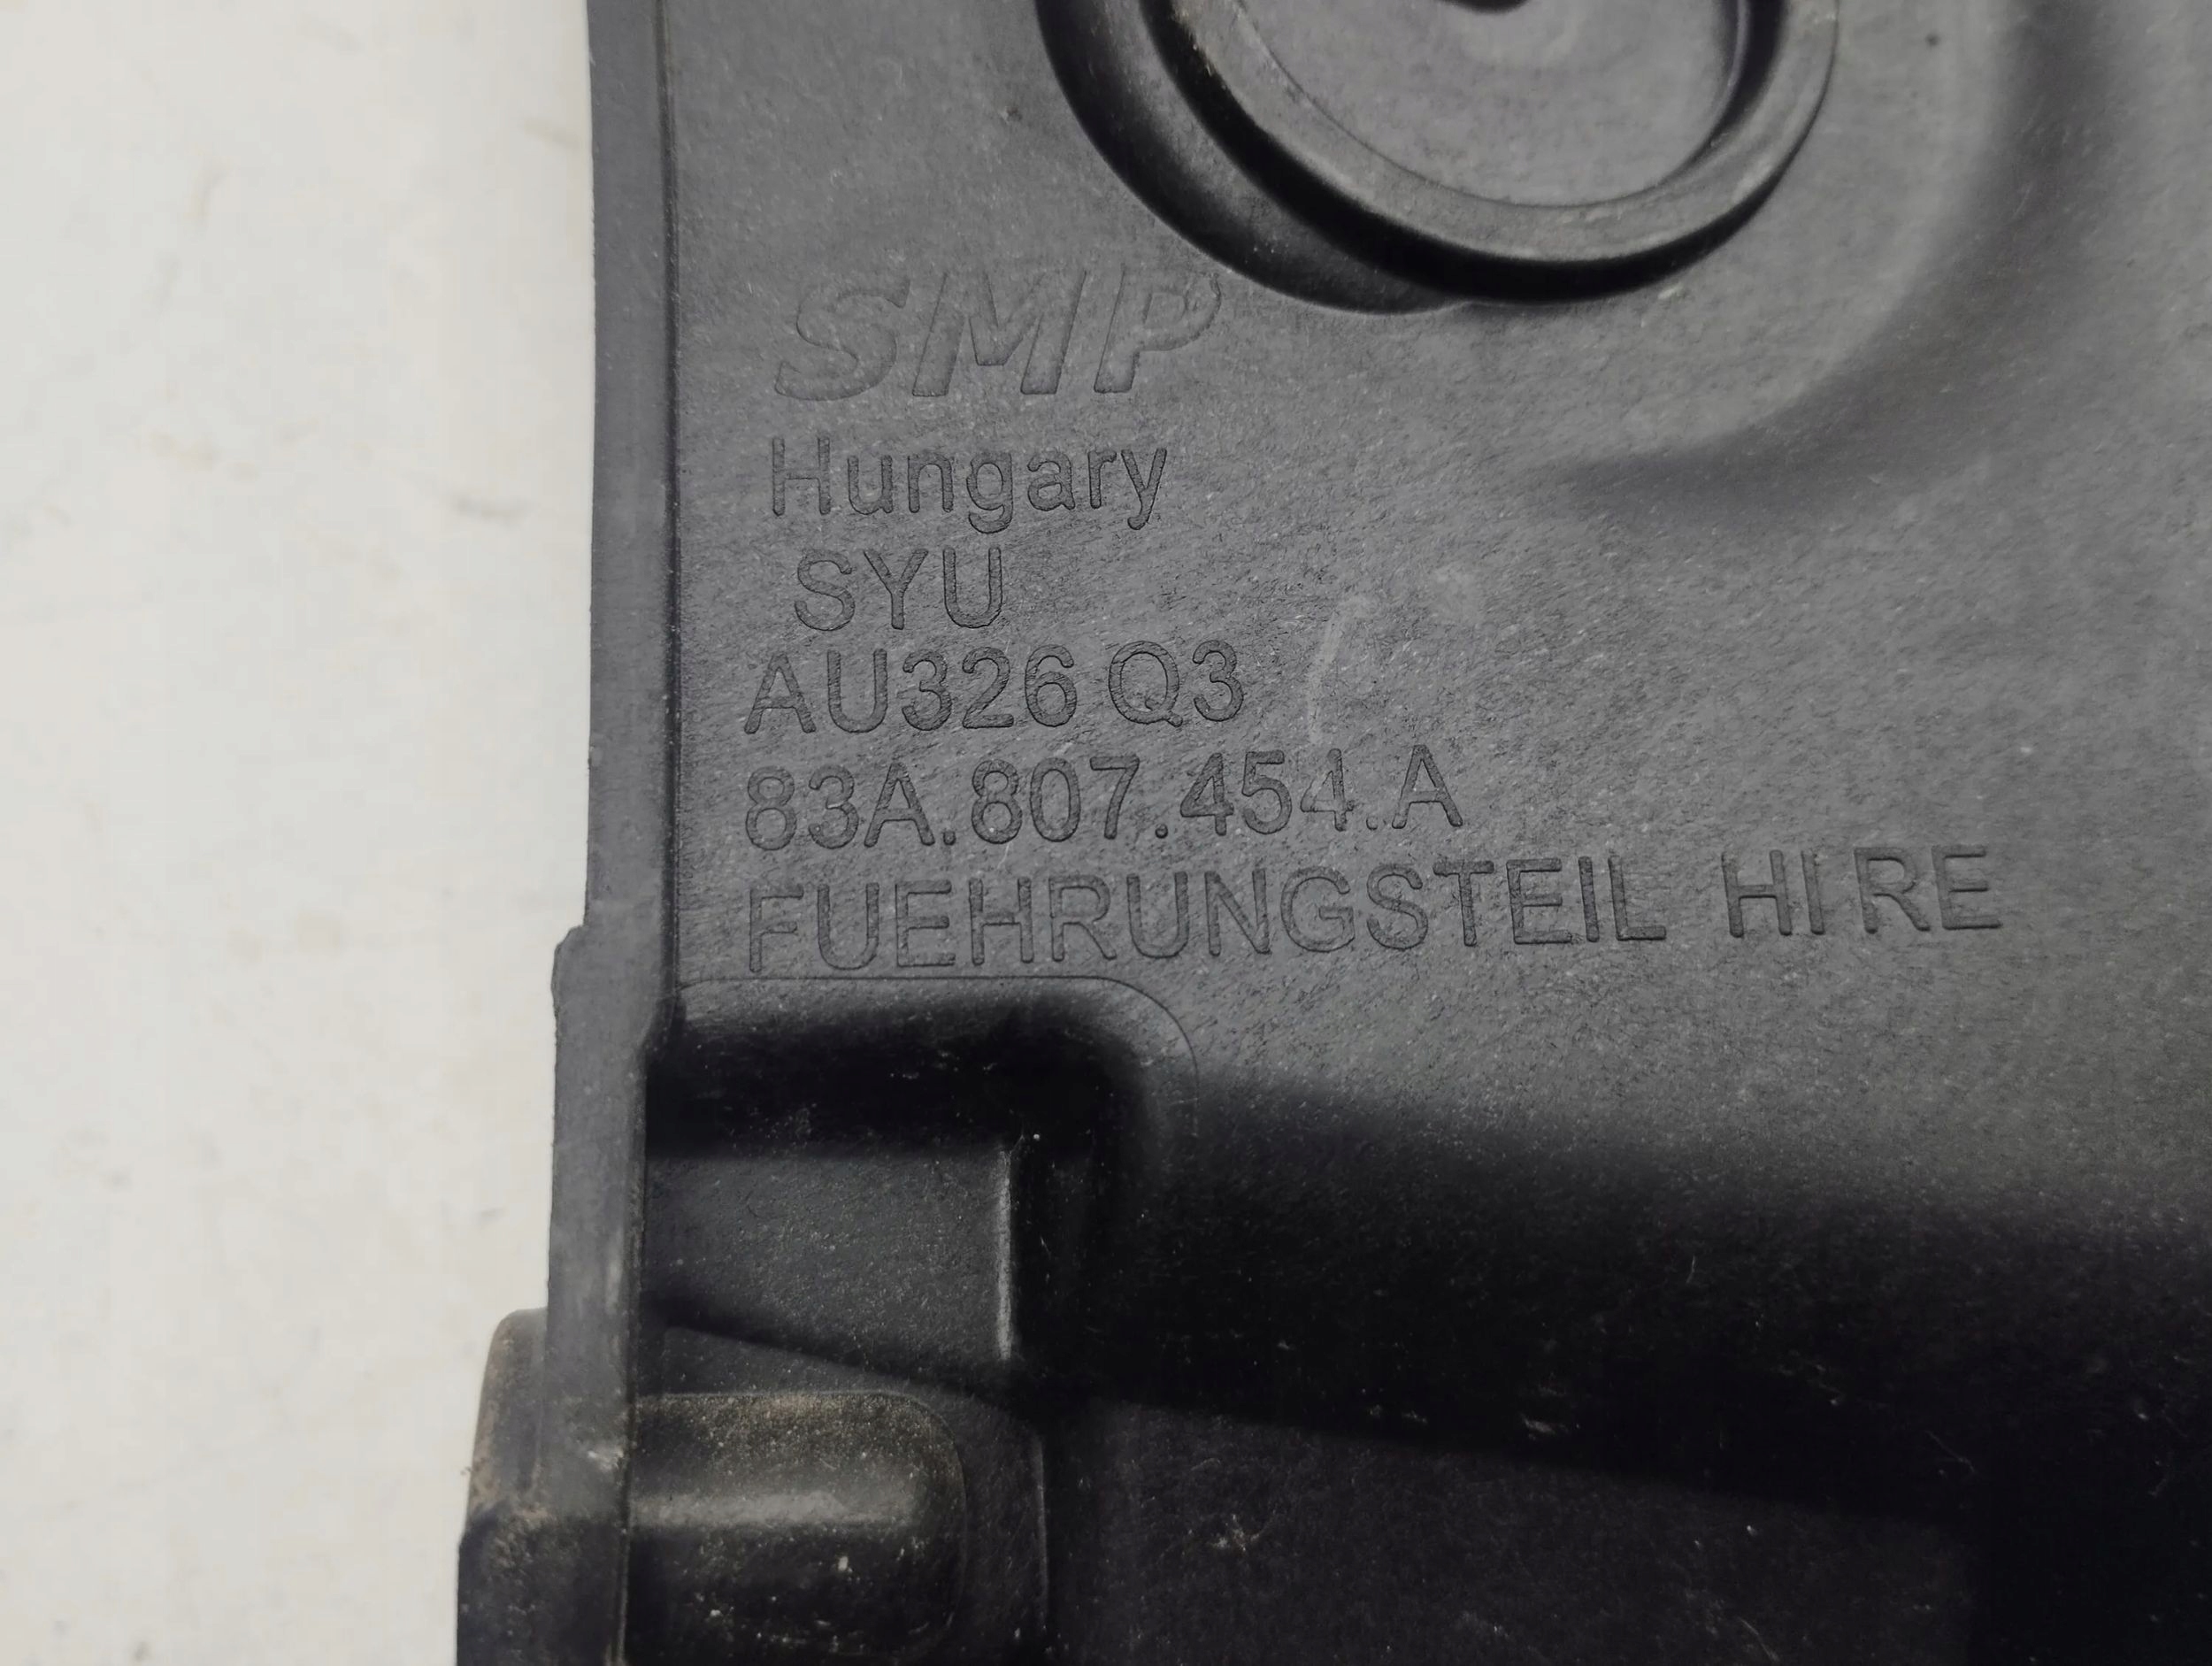 SMP
Hungary
SYU
AU326 Q3
83A.807.454.A
FUEHRUNGSTEIL HI RE